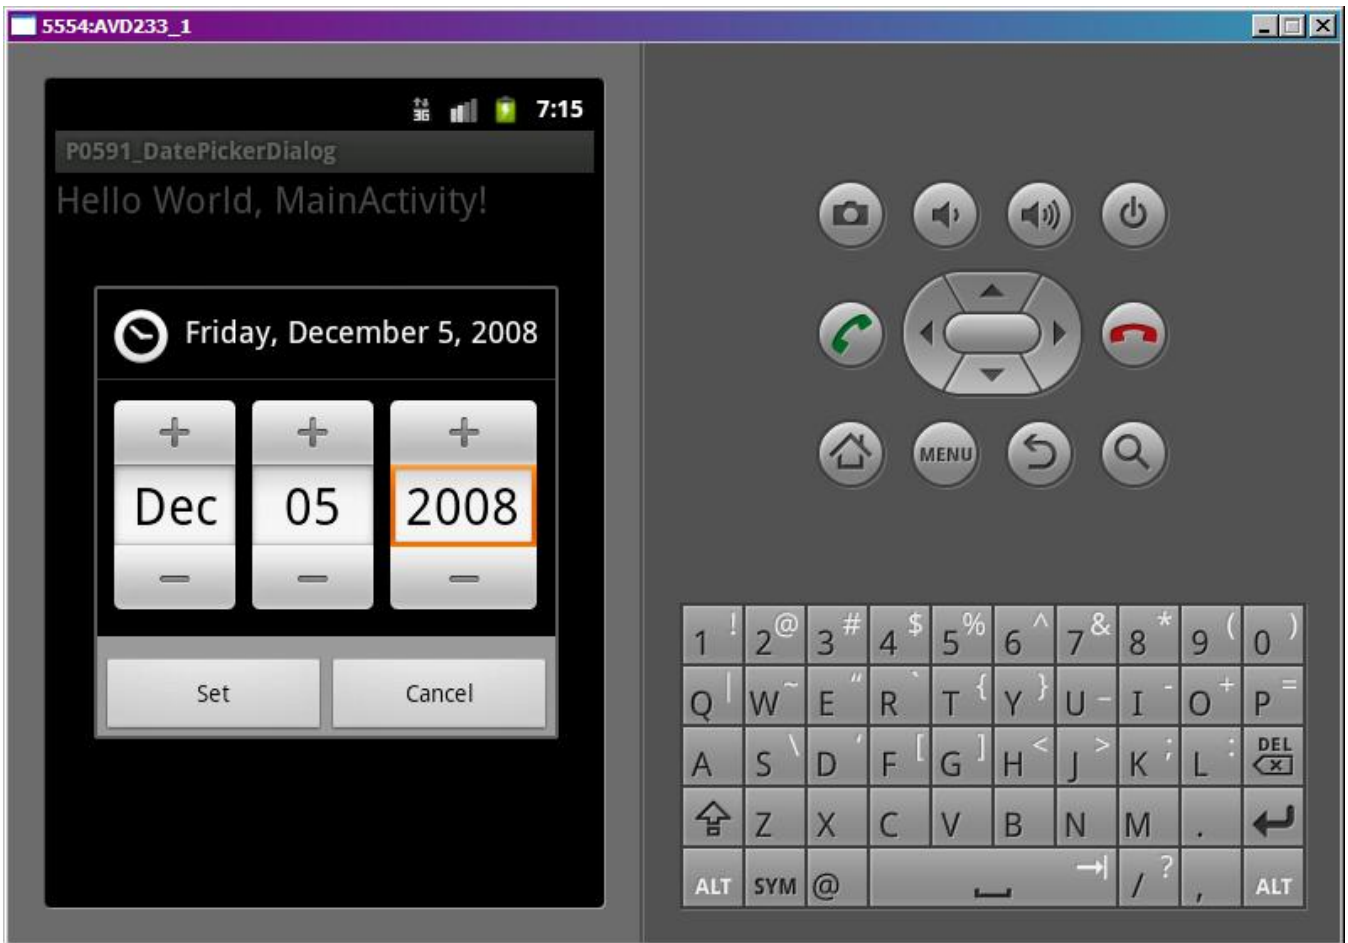 5554:AVD233_1
3G 7:15
P0591_DatePickerDialog
Hello World, MainActivity!
Friday, December 5, 2008
+ + +
Dec 05 2008
- - -
Set Cancel
MENU
1 ! 2 @ 3 # 4 $ 5 % 6 ^ 7 & 8 * 9 ( 0 )
Q | W ~ E " R ` T { Y } U _ I - O + P =
A S \ D ' F [ G ] H < J > K ; L : DEL
Z X C V B N M .
ALT SYM @ / ? , ALT